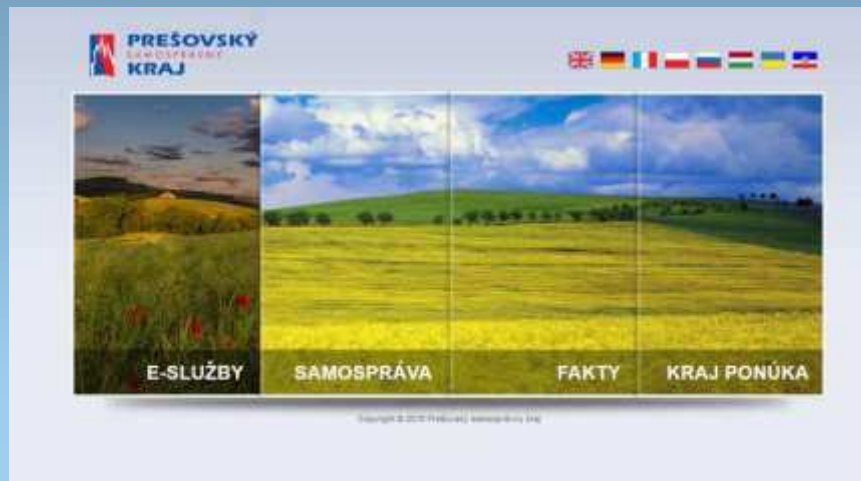 PREŠOVSKÝ
SAMOSPRÁVNY
KRAJ
E-SLUŽBY
SAMOSPRÁVA
FAKTY
KRAJ PONÚKA